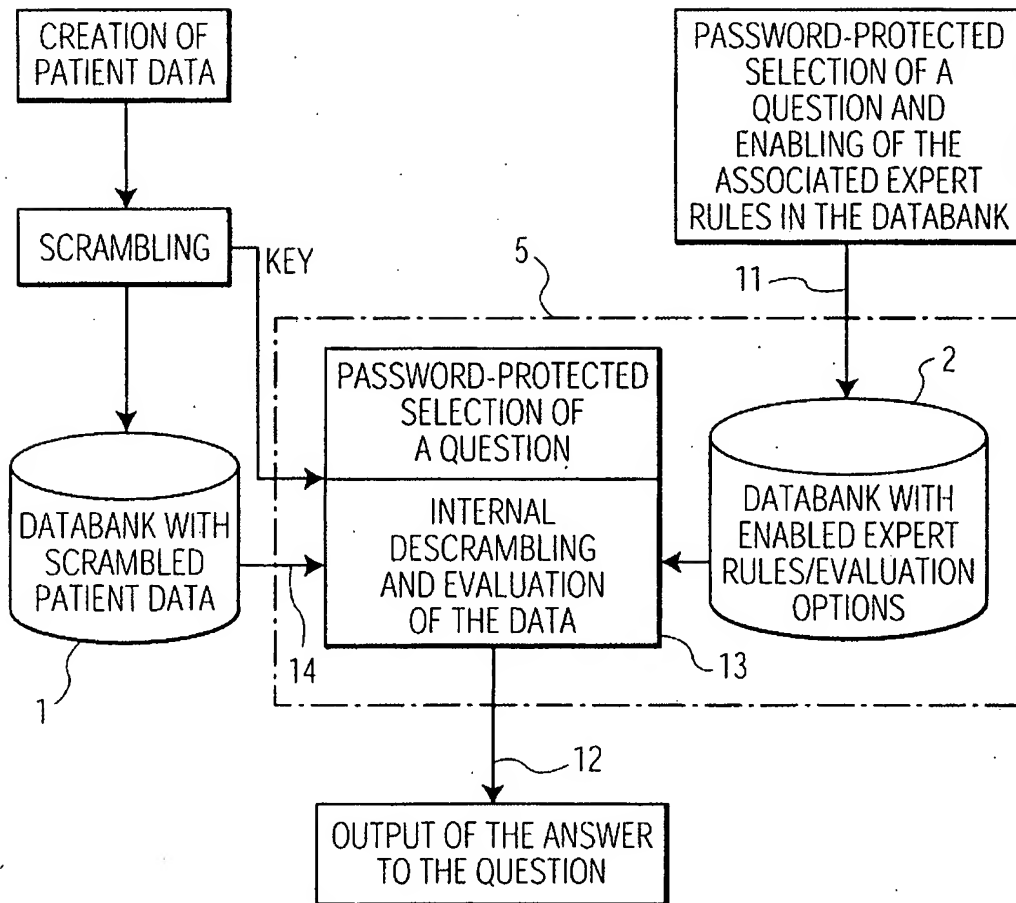 CREATION OF
PATIENT DATA
PASSWORD-PROTECTED
SELECTION OF A
QUESTION AND
ENABLING OF THE
ASSOCIATED EXPERT
RULES IN THE DATABANK
SCRAMBLING
KEY
5
11
PASSWORD-PROTECTED
SELECTION OF
A QUESTION
2
DATABANK WITH
SCRAMBLED
PATIENT DATA
INTERNAL
DESCRAMBLING
AND EVALUATION
OF THE DATA
DATABANK WITH
ENABLED EXPERT
RULES/EVALUATION
OPTIONS
14
13
1
12
OUTPUT OF THE ANSWER
TO THE QUESTION